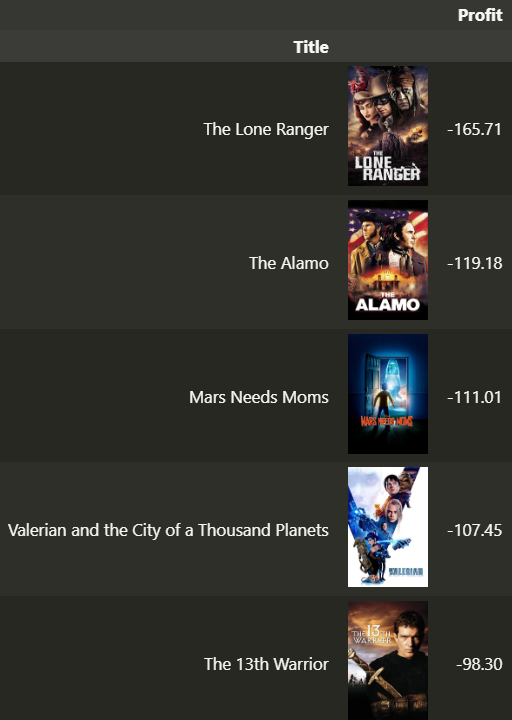 Profit
Title
The Lone Ranger
THE
LONE
RANGER
-165.71
The Alamo
THE
ALAMO
-119.18
Mars Needs Moms
MARS NEEDS MOMS
-111.01
Valerian and the City of a Thousand Planets
VALERIAN
-107.45
The 13th Warrior
THE 13TH
WARRIOR
-98.30